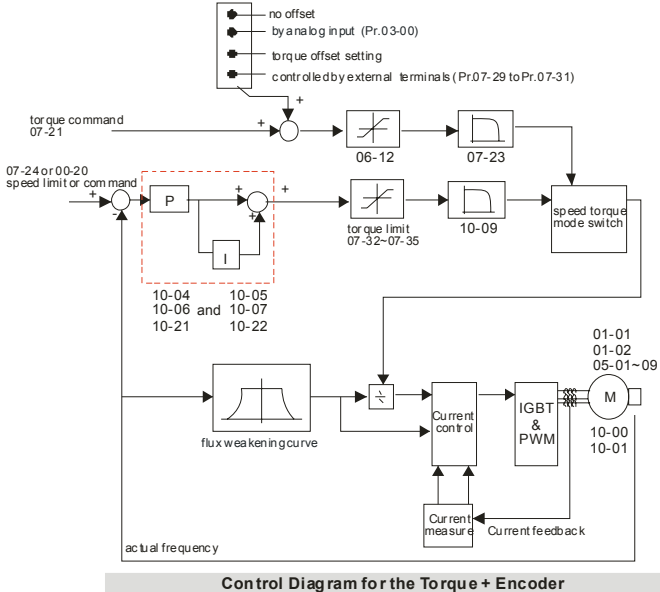 no offset
by analog input (Pr.03-00)
torque offset setting
controlled by external terminals (Pr.07-29 to Pr.07-31)
+
torque command
07-21
+
06-12
07-23
07-24 or 00-20
speed limit or command
+
-
P
+
+
+
I
torque limit
07-32~07-35
10-09
speed torque
mode switch
10-04
10-06 and
10-21
10-05
10-07
10-22
01-01
01-02
05-01~09
flux weakening curve
÷
Current
control
IGBT
&
PWM
M
10-00
10-01
Current
measure
Current feedback
actual frequency
Control Diagram for the Torque + Encoder